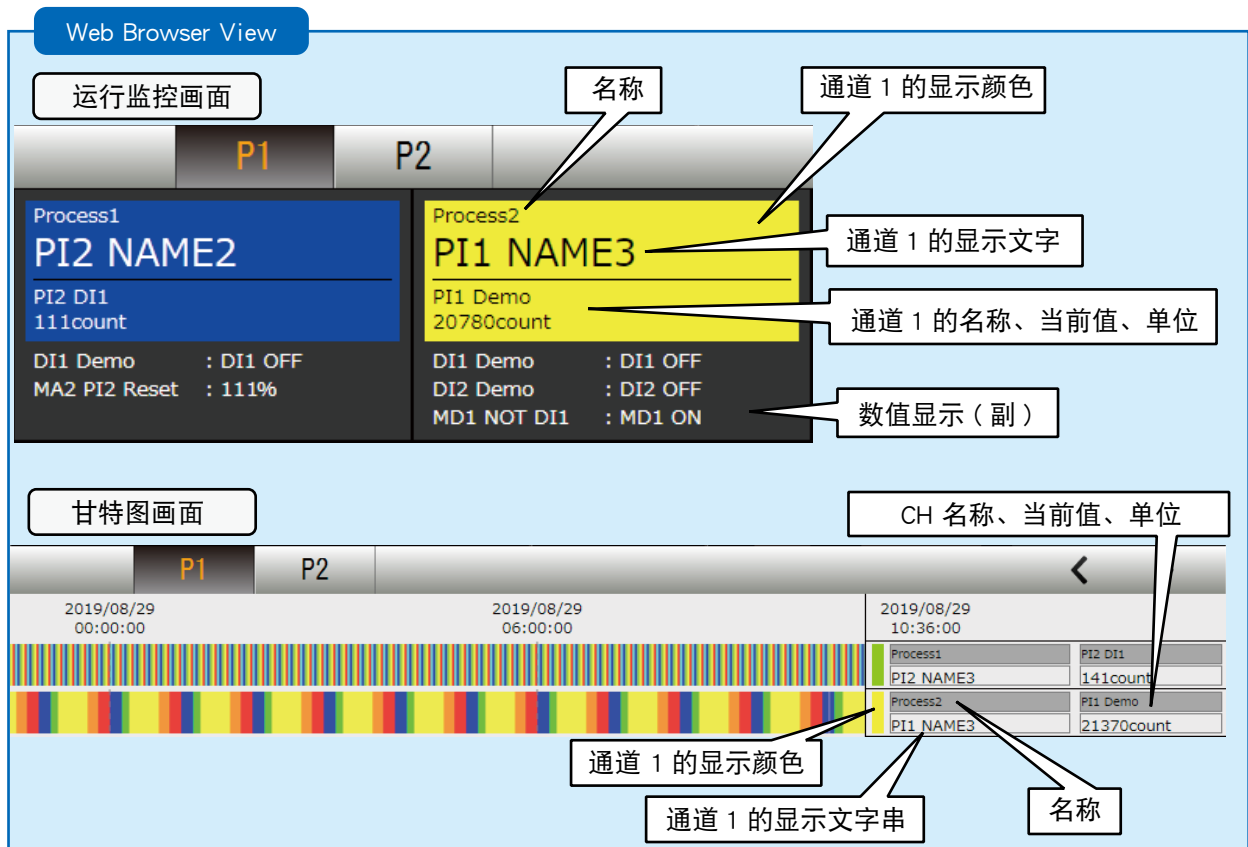 Web Browser View
运行监控画面
名称
通道 1 的显示颜色
P1
P2
Process1
PI2 NAME2
PI2 DI1
111count
DI1 Demo : DI1 OFF
MA2 PI2 Reset : 111%
Process2
PI1 NAME3
PI1 Demo
20780count
DI1 Demo : DI1 OFF
DI2 Demo : DI2 OFF
MD1 NOT DI1 : MD1 ON
通道 1 的显示文字
通道 1 的名称、当前值、单位
数值显示 ( 副 )
甘特图画面
CH 名称、当前值、单位
P1
P2
2019/08/29
00:00:00
2019/08/29
06:00:00
2019/08/29
10:36:00
Process1
PI2 DI1
PI2 NAME3
141count
Process2
PI1 Demo
PI1 NAME3
21370count
通道 1 的显示颜色
通道 1 的显示文字串
名称